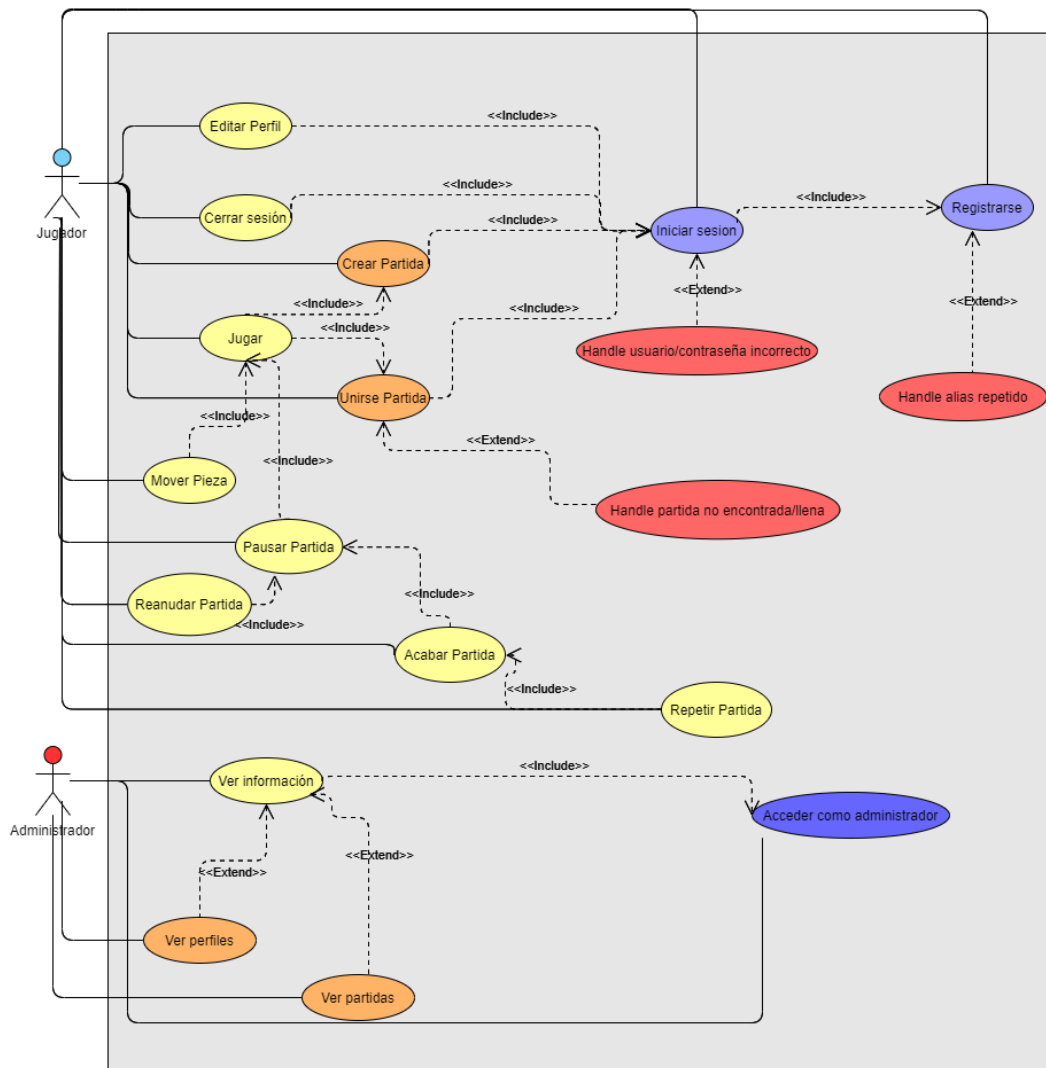 <<Include>>
Editar Perfil
<<Include>>
Cerrar sesión
<<Include>>
Registrarse
<<Include>>
Iniciar sesion
Jugador
Crear Partida
<<Extend>>
<<Extend>>
<<Include>>
<<Include>>
<<Include>>
Jugar
Handle usuario/contraseña incorrecto
Unirse Partida
Handle alias repetido
<<Include>>
<<Extend>>
<<Include>>
Mover Pieza
Handle partida no encontrada/llena
Pausar Partida
<<Include>>
Reanudar Partida
<<Include>>
Acabar Partida
<<Include>>
Repetir Partida
<<Include>>
Ver información
Acceder como administrador
Administrador
<<Extend>>
<<Extend>>
Ver perfiles
Ver partidas